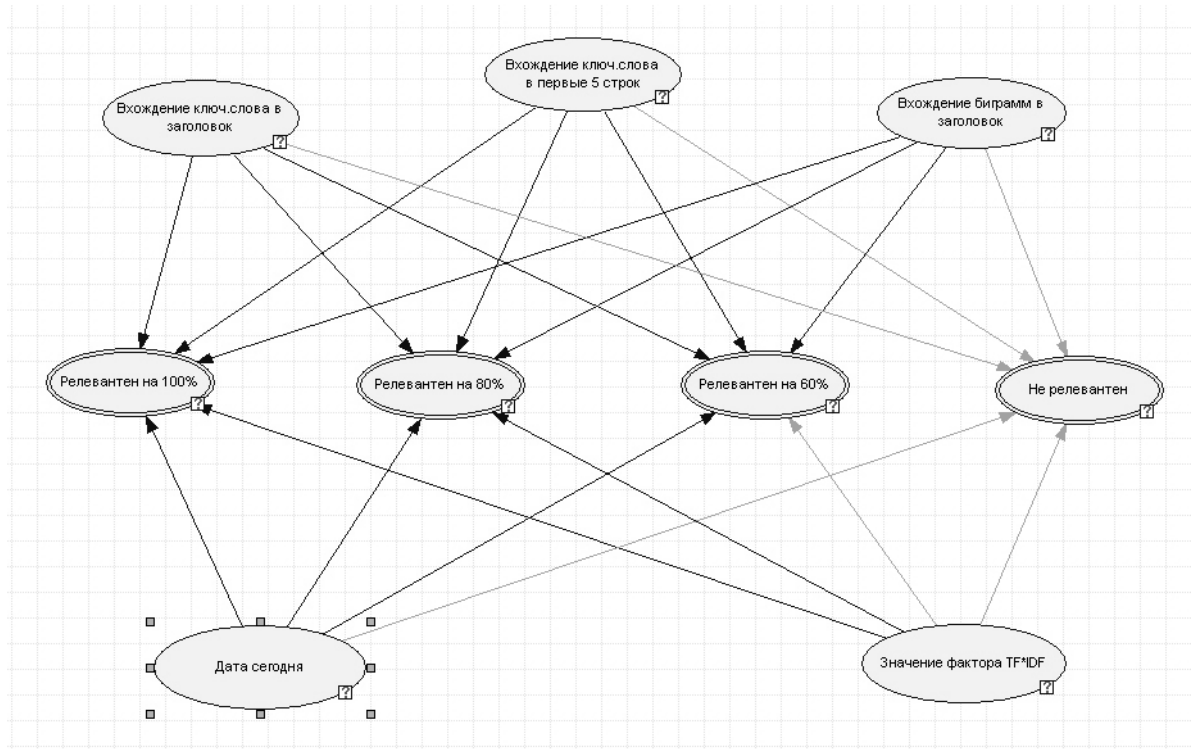 Вхождение ключ.слова
в первые 5 строк
Вхождение ключ.слова в
заголовок
?
?
Вхождение биграмм в
заголовок
?
Релевантен на 100%
?
Релевантен на 80%
?
Релевантен на 60%
?
Не релевантен
?
Дата сегодня
?
Значение фактора TF*IDF
?